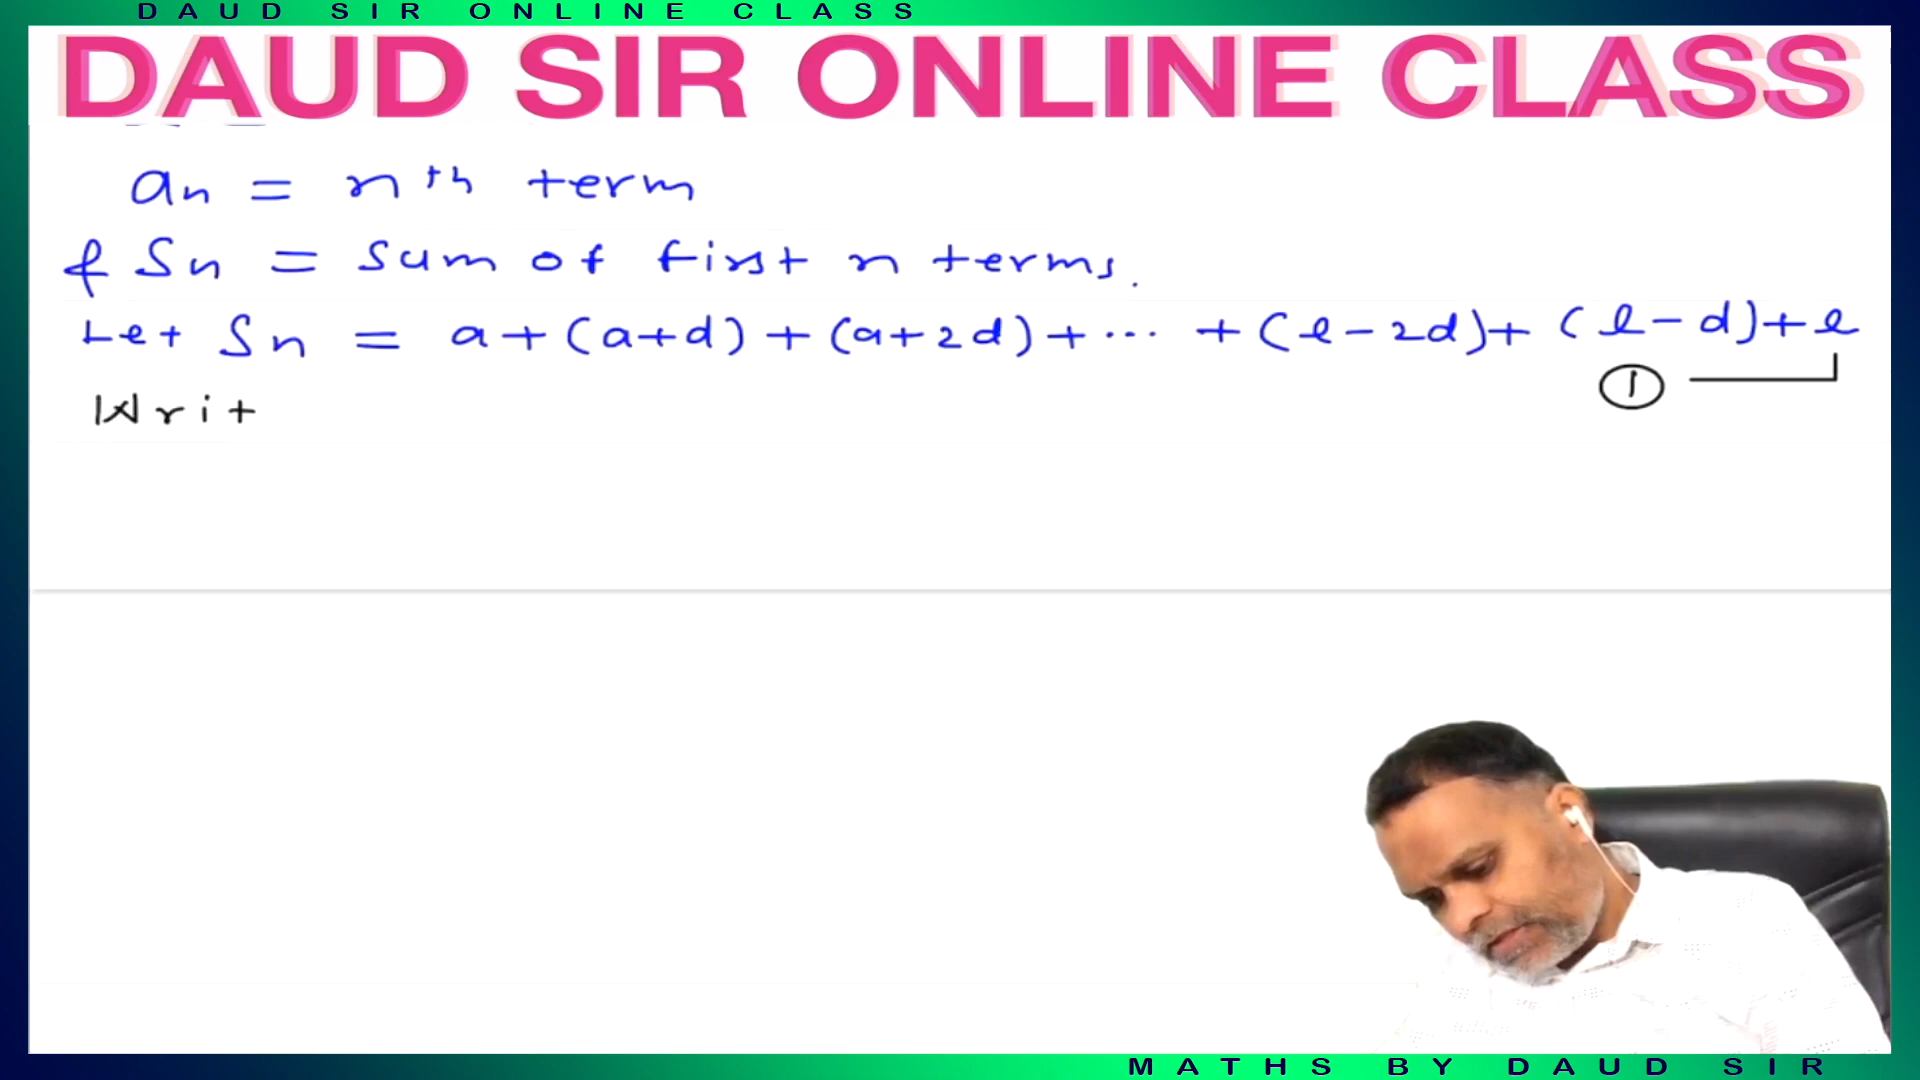 DAUD SIR ONLINE CLASS
DAUD SIR ONLINE CLASS
an = nth term
& Sn = sum of first n terms.
Let Sn = a+(a+d)+(a+2d)+...+(l-2d)+(l-d)+l
1
Writ
MATHS BY DAUD SIR